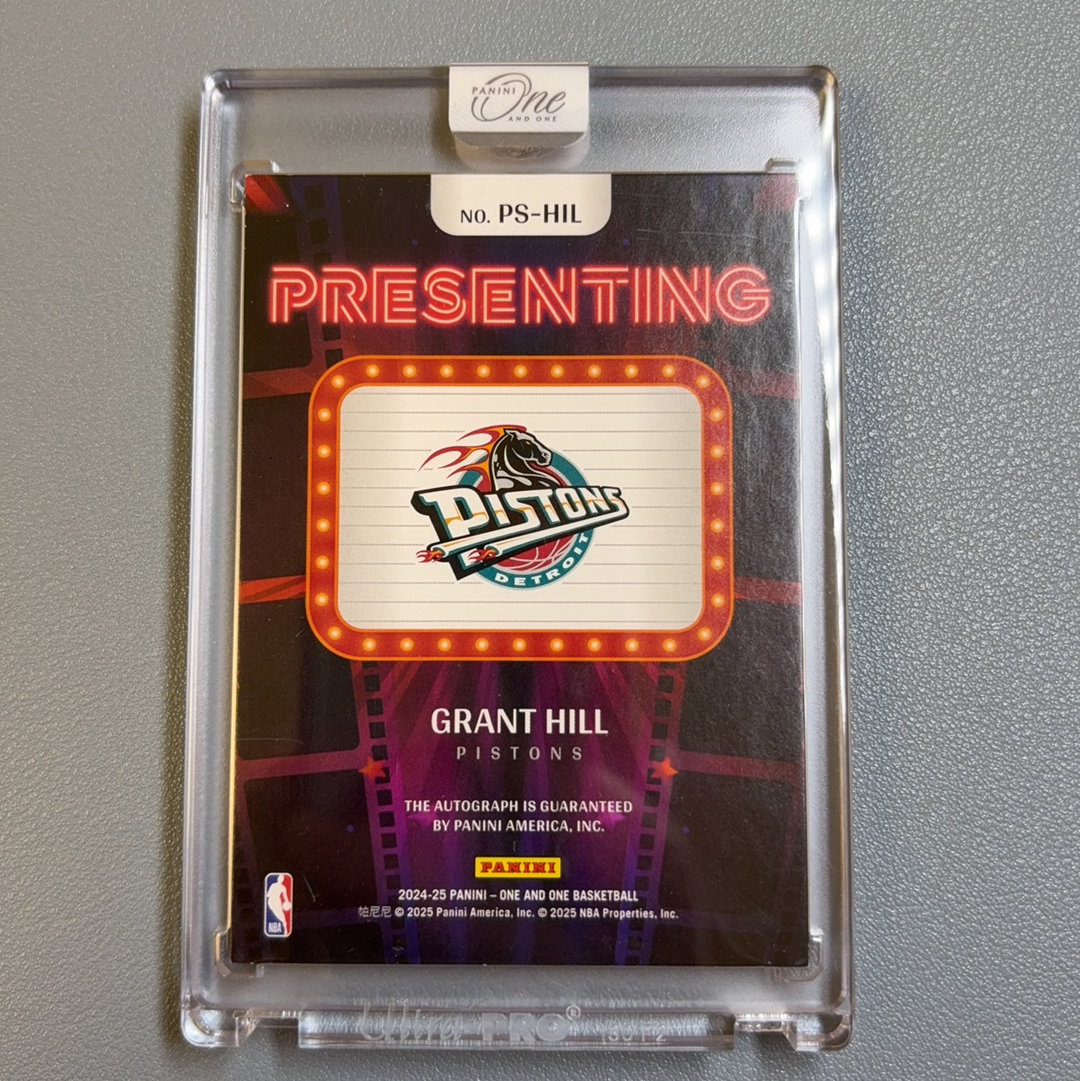 PANINI One
AND ONE
NO. PS-HIL
PRESENTING
PISTONS
DETROIT
GRANT HILL
PISTONS
THE AUTOGRAPH IS GUARANTEED
BY PANINI AMERICA, INC.
PANINI
2024-25 PANINI – ONE AND ONE BASKETBALL
帕尼尼 © 2025 Panini America, Inc. © 2025 NBA Properties, Inc.
NBA
Ultra·PRO®